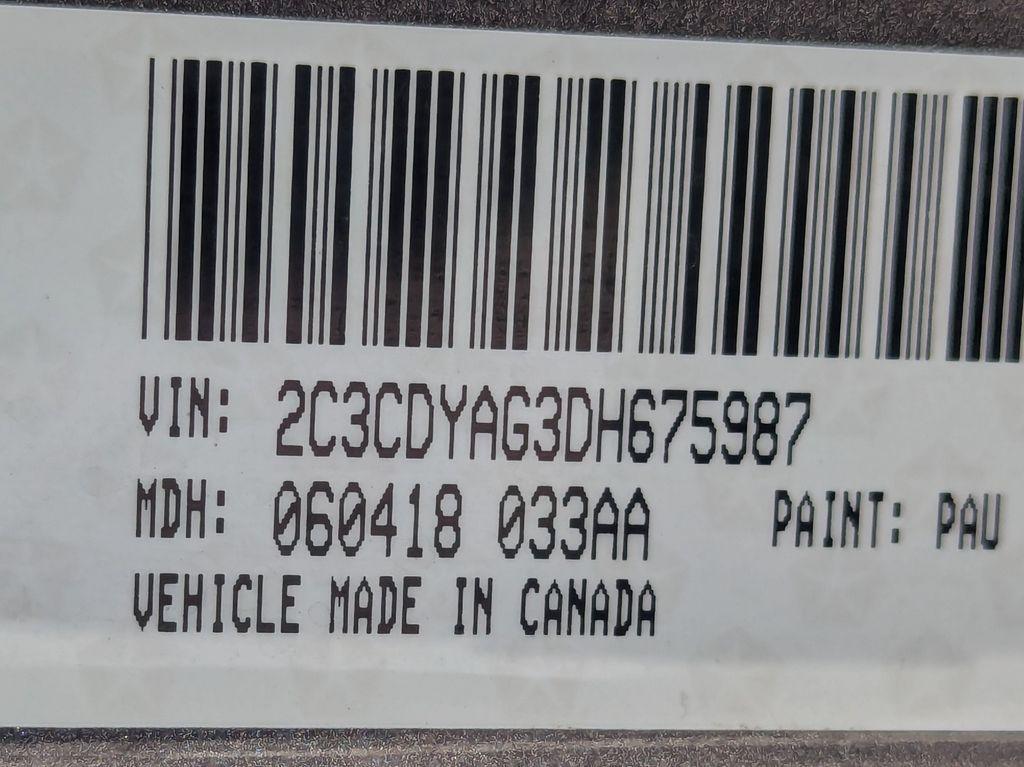 VIN: 2C3CDYAG3DH675987
MDH: 060418 033AA PAINT: PAU
VEHICLE MADE IN CANADA